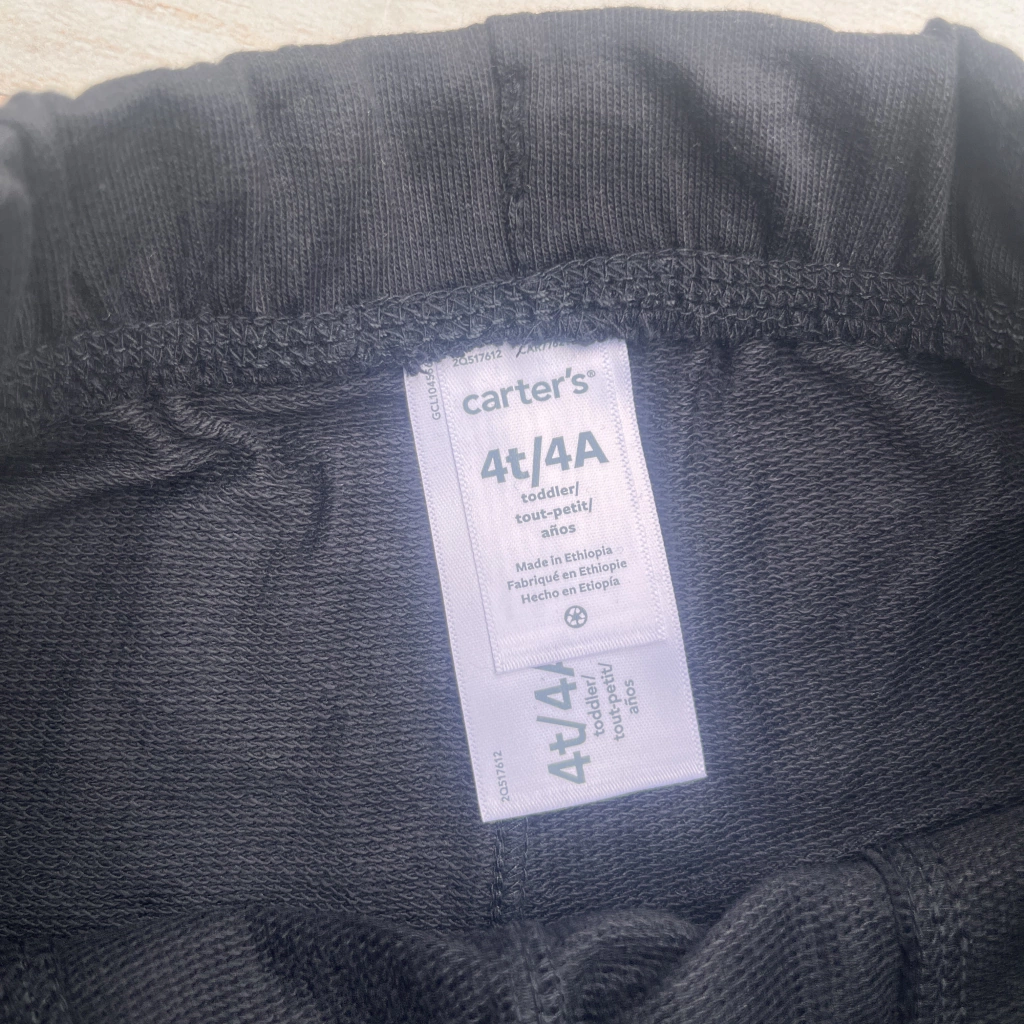 2Q517612
carter's®
4t/4A
toddler/
tout-petit/
años
Made in Ethiopia
Fabriqué en Ethiopie
Hecho en Etiopía
4t/4A
toddler/
tout-petit/
años
2Q517612